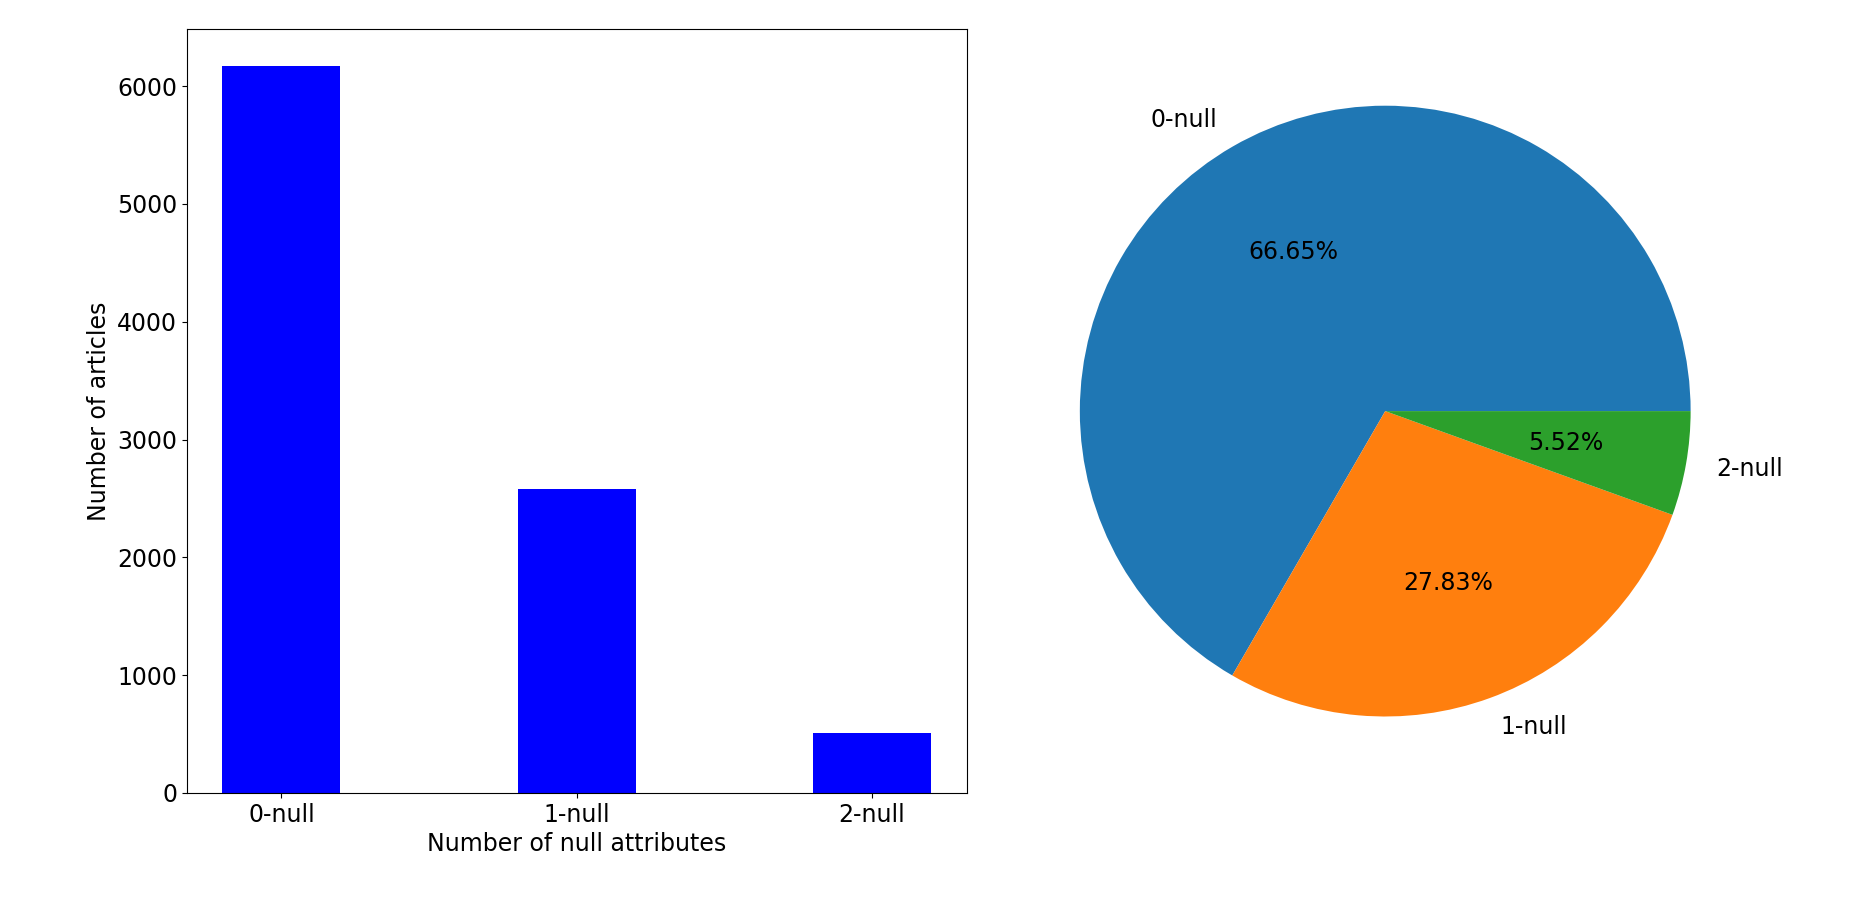 6000
5000
4000
3000
2000
1000
0
Number of articles
0-null
1-null
2-null
Number of null attributes
0-null
66.65%
5.52%
2-null
27.83%
1-null